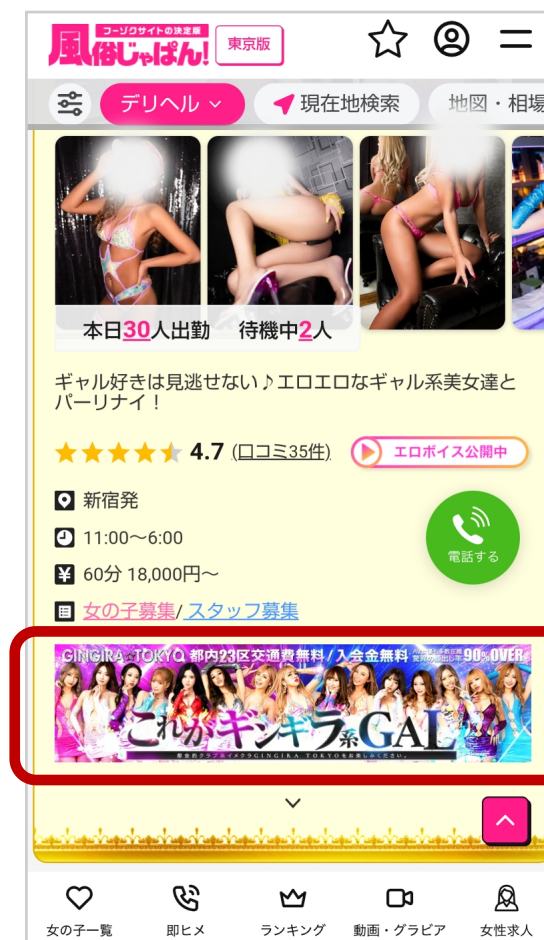 フーゾクサイトの決定版
風俗じゃぱん! 東京版
デリヘル 現在地検索 地図・相場
本日30人出勤 待機中2人
ギャル好きは見逃せない♪エロエロなギャル系美女達と
パーリナイ！
4.7 (口コミ35件) エロボイス公開中
新宿発
11:00〜6:00
電話する
60分 18,000円〜
女の子募集/ スタッフ募集
GINGIRA☆TOKYO 都内23区交通費無料/入会金無料 90%OVER
これがギンギラ系GAL
女の子一覧 即ヒメ ランキング 動画・グラビア 女性求人